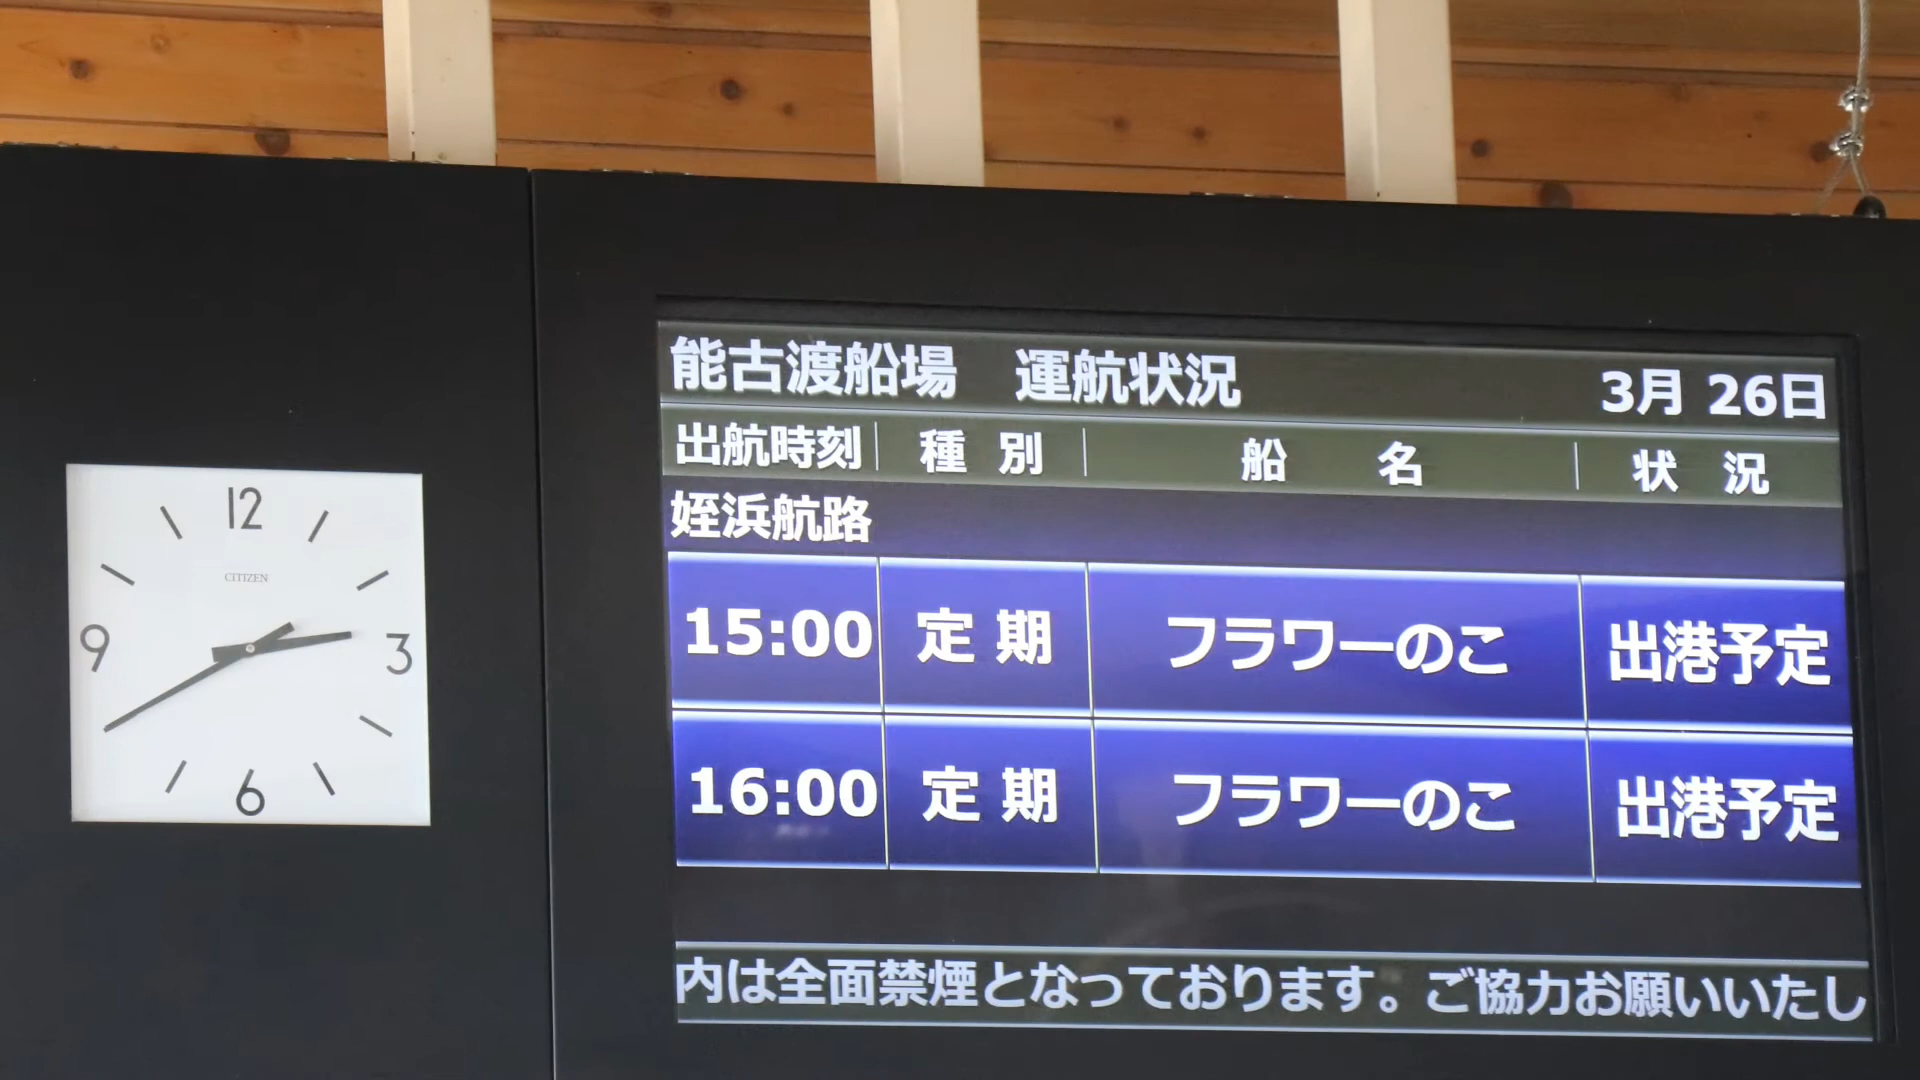 12
CITIZEN
9
3
6
能古渡船場 運航状況 3月 26日
出航時刻 種 別 船 名 状 況
姪浜航路
15:00 定 期 フラワーのこ 出港予定
16:00 定 期 フラワーのこ 出港予定
内は全面禁煙となっております。ご協力お願いいたし